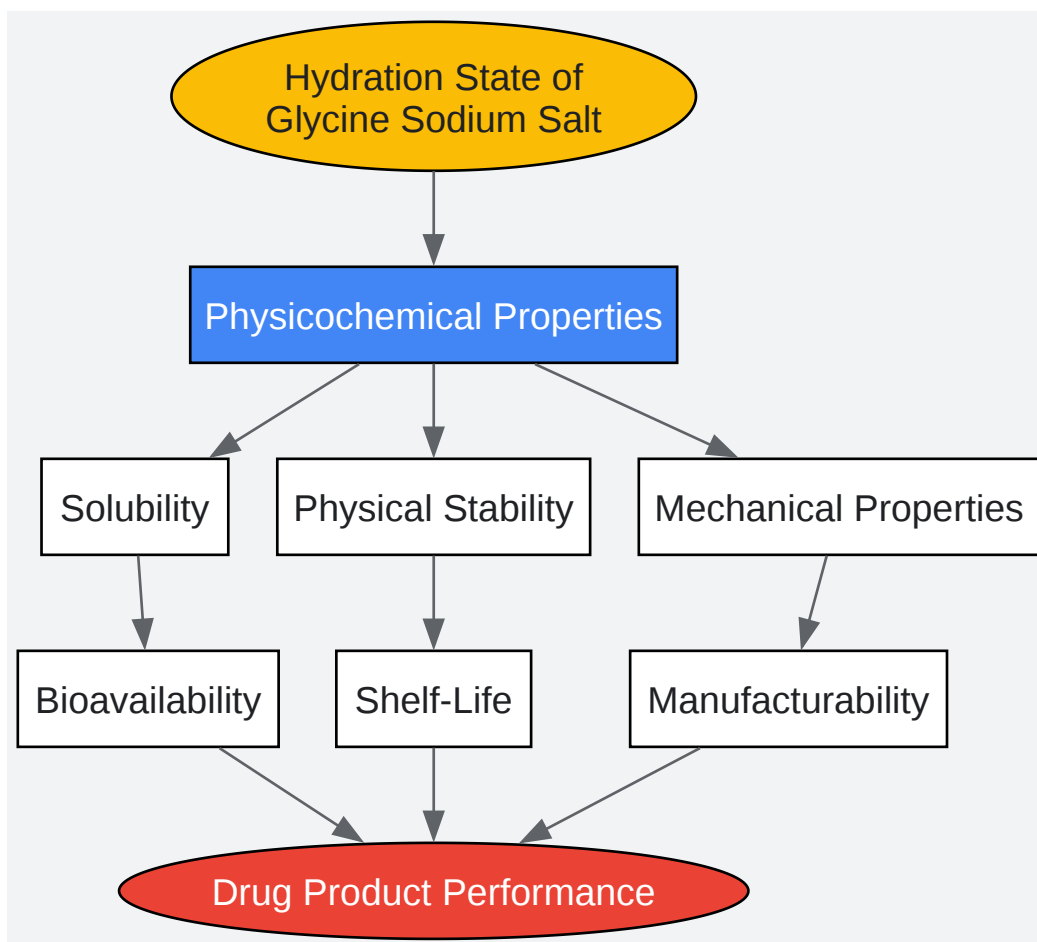 Hydration State of
Glycine Sodium Salt
Physicochemical Properties
Solubility
Physical Stability
Mechanical Properties
Bioavailability
Shelf-Life
Manufacturability
Drug Product Performance